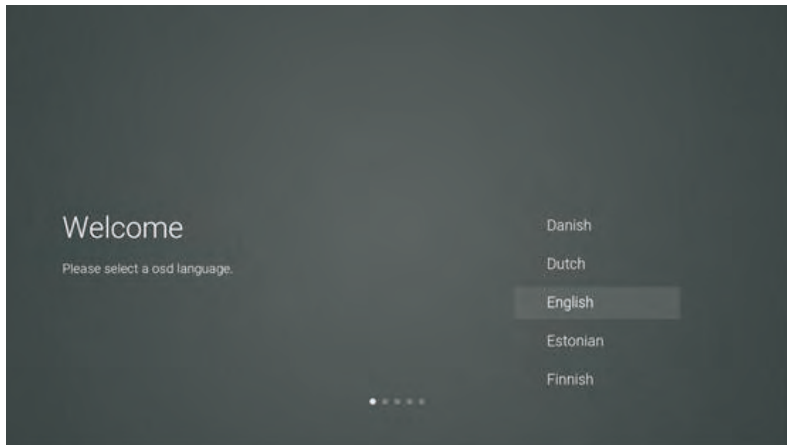 Welcome
Please select a osd language.
Danish
Dutch
English
Estonian
Finnish